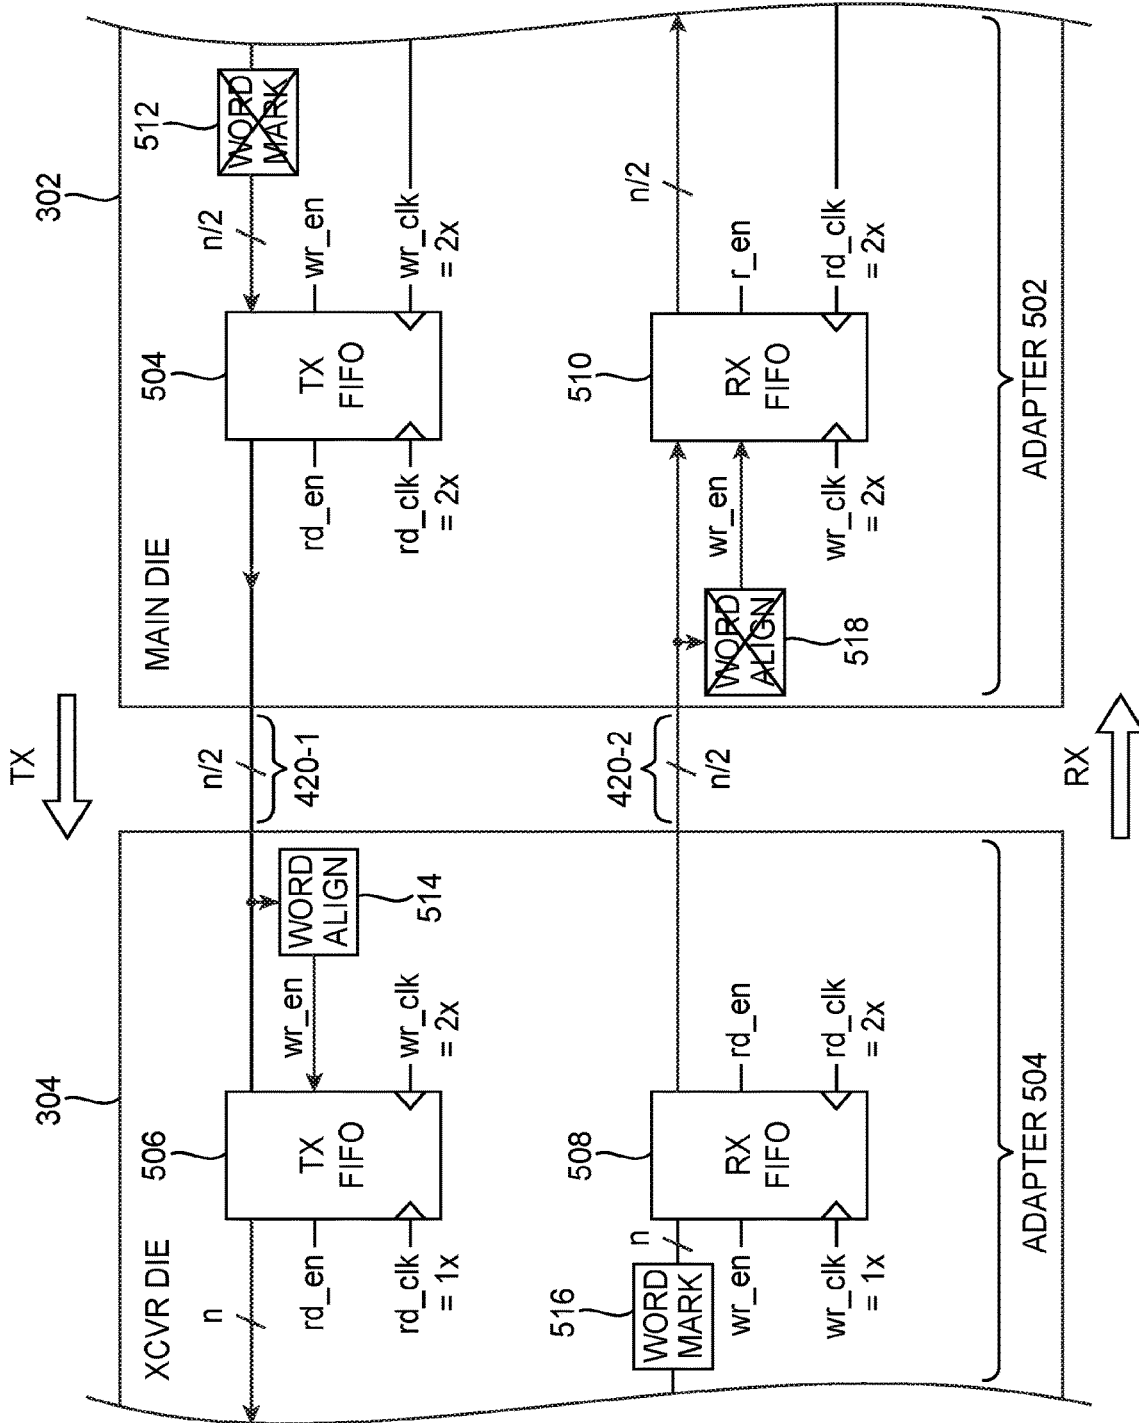 TX
304
302
XCVR DIE
MAIN DIE
n
506
TX
FIFO
rd_en
rd_clk
= 1x
wr_en
wr_clk
= 2x
WORD
ALIGN
514
n/2
420-1
504
TX
FIFO
rd_en
rd_clk
= 2x
n/2
wr_en
wr_clk
= 2x
512
WORD
MARK
516
WORD
MARK
n
wr_en
wr_clk
= 1x
508
RX
FIFO
rd_en
rd_clk
= 2x
420-2
n/2
WORD
ALIGN
518
wr_en
wr_clk
= 2x
510
RX
FIFO
n/2
r_en
rd_clk
= 2x
ADAPTER 504
ADAPTER 502
RX